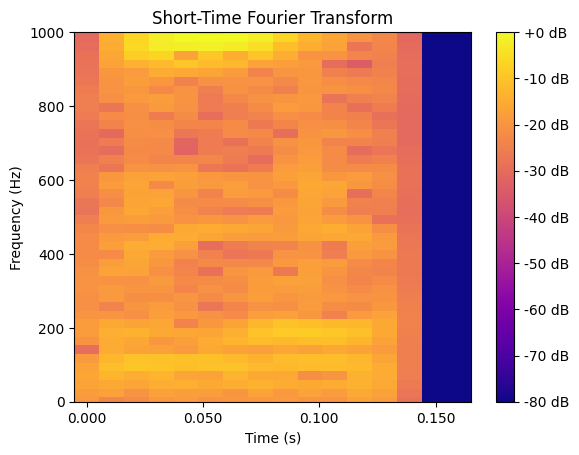 Short-Time Fourier Transform
1000
800
600
400
200
0
Frequency (Hz)
0.000
0.050
0.100
0.150
Time (s)
+0 dB
-10 dB
-20 dB
-30 dB
-40 dB
-50 dB
-60 dB
-70 dB
-80 dB